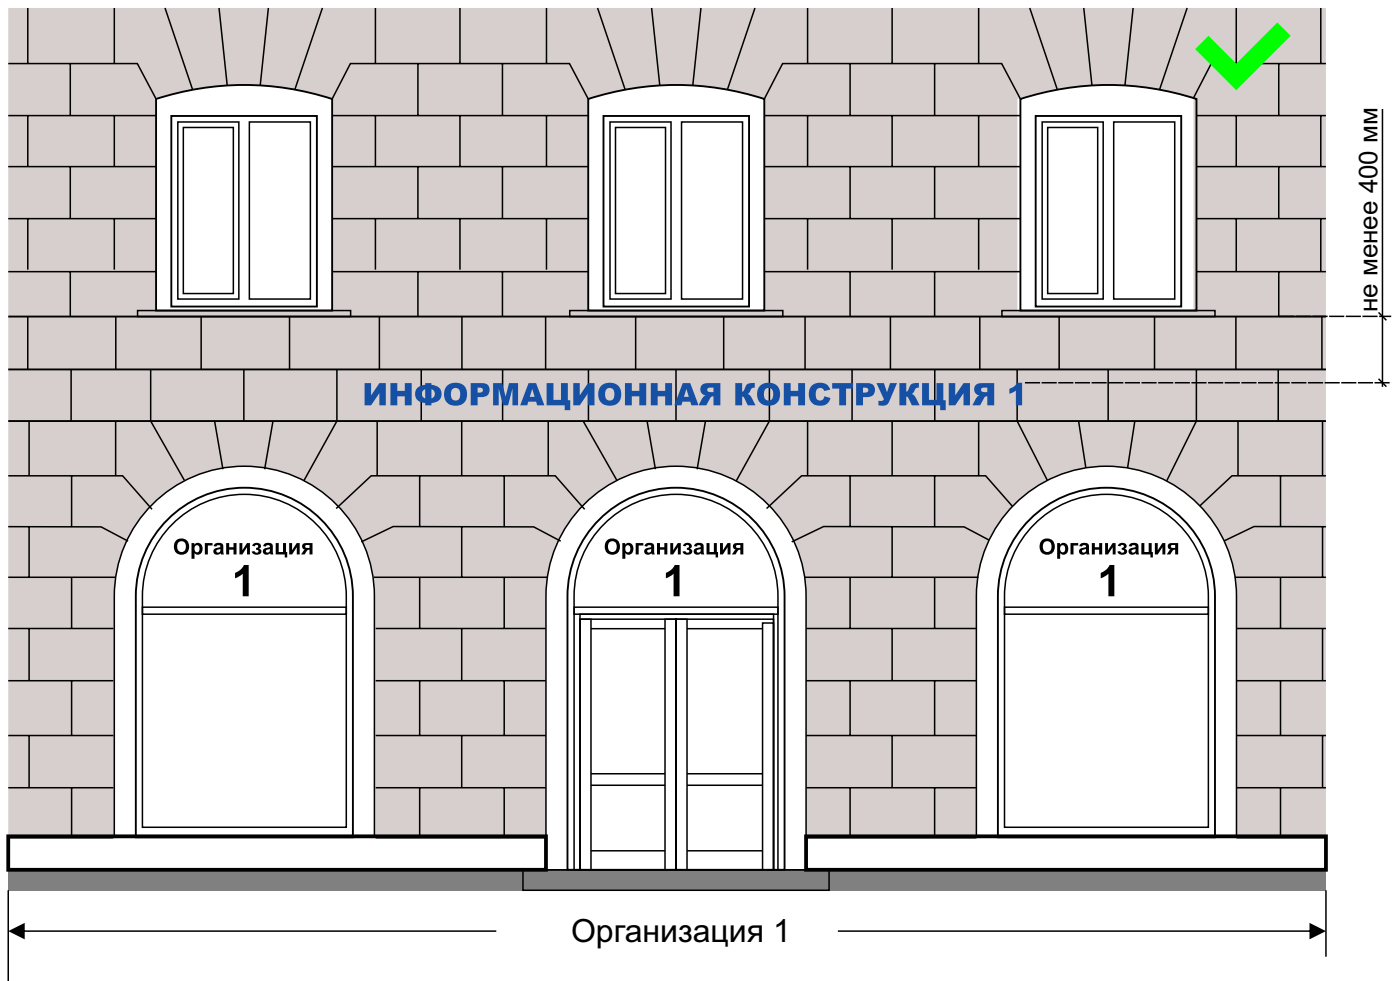 не менее 400 мм
ИНФОРМАЦИОННАЯ КОНСТРУКЦИЯ 1
Организация
1
Организация
1
Организация
1
Организация 1